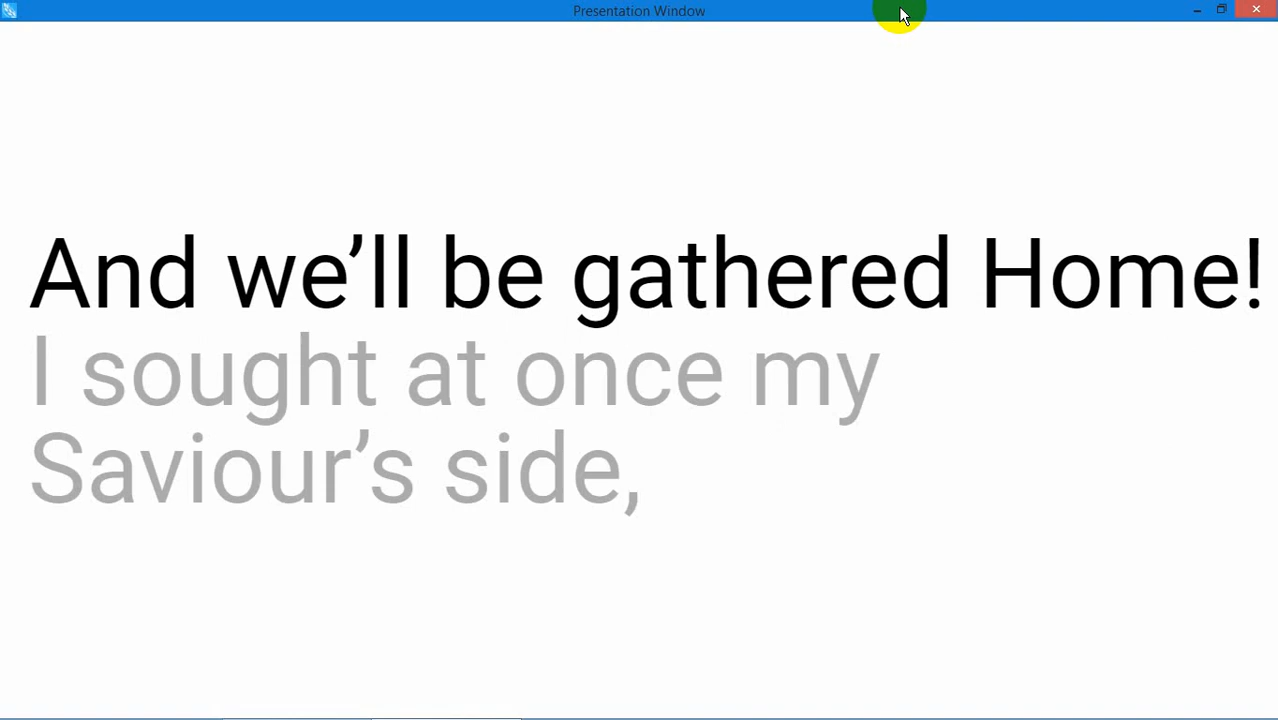 Presentation Window
And we’ll be gathered Home!
I sought at once my
Saviour’s side,